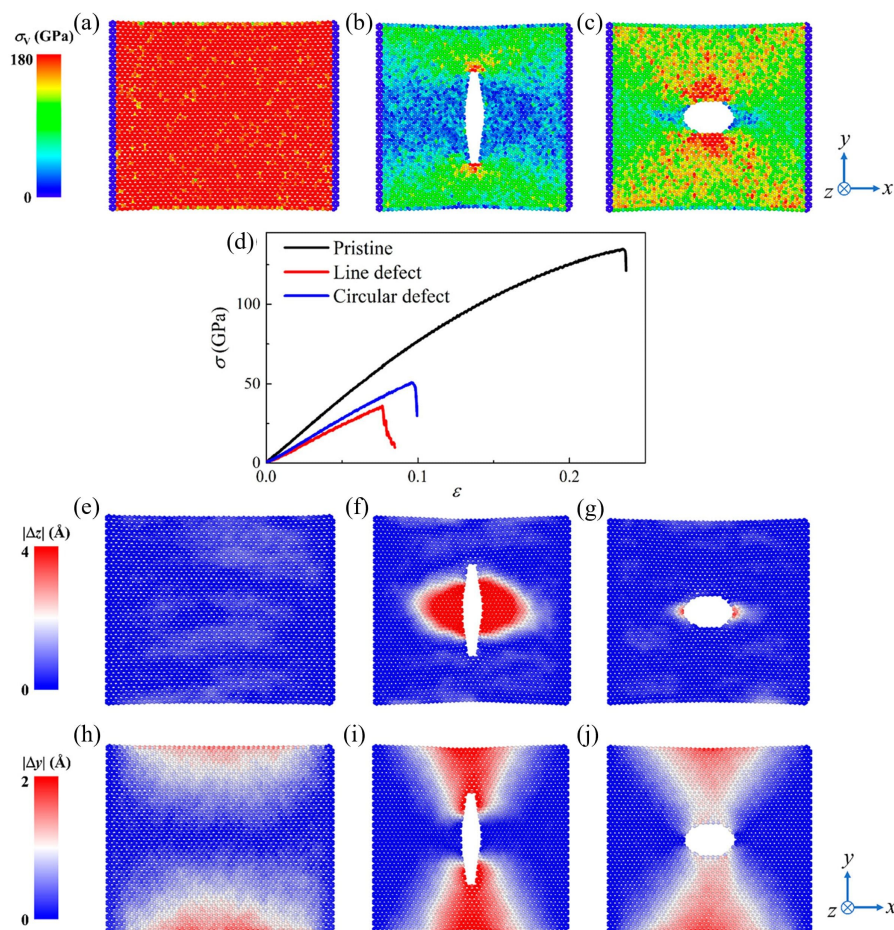 (a)
(b)
(c)
σV (GPa)
180
0
y
z
x
(d)
Pristine
Line defect
Circular defect
σ (GPa)
100
50
0
0.0
0.1
0.2
ε
(e)
(f)
(g)
|Δz| (Å)
4
0
(h)
(i)
(j)
|Δy| (Å)
2
0
y
z
x